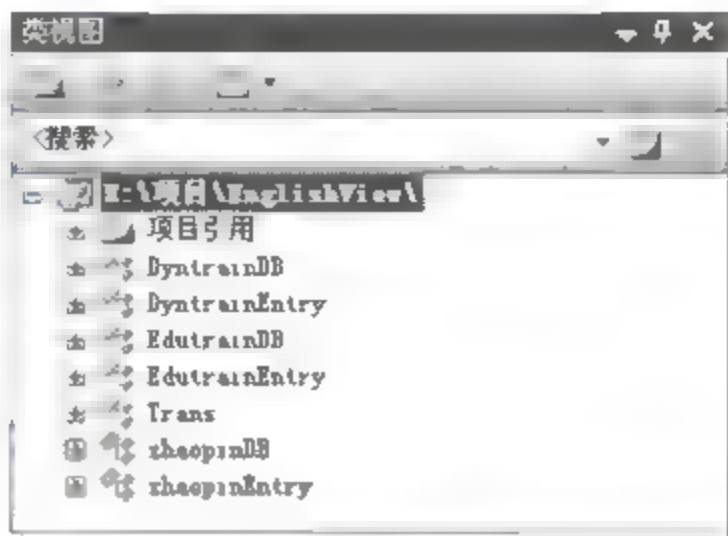 类视图
<搜索>
E:\项目\EnglishView\
项目引用
DyntrainDB
DyntrainEntry
EdutrainDB
EdutrainEntry
Trans
zhaopinDB
zhaopinEntry